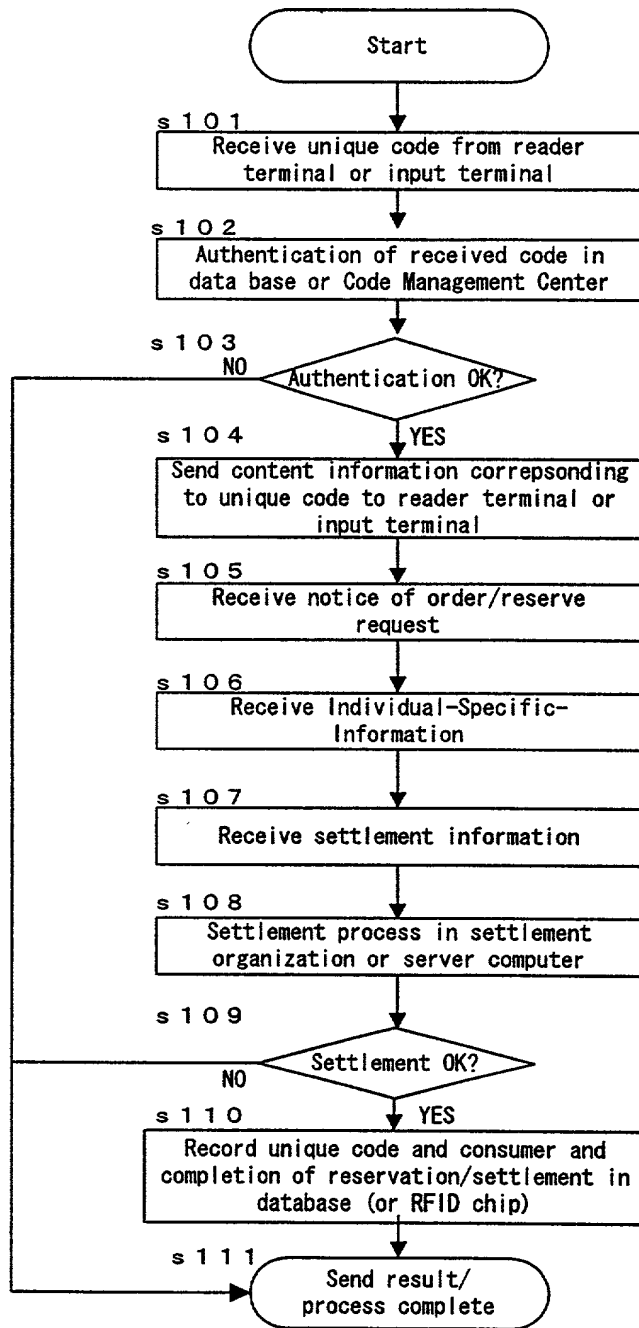 Start
s101
Receive unique code from reader
terminal or input terminal
s102
Authentication of received code in
data base or Code Management Center
s103
NO
Authentication OK?
YES
s104
Send content information correpsonding
to unique code to reader terminal or
input terminal
s105
Receive notice of order/reserve
request
s106
Receive Individual-Specific-
Information
s107
Receive settlement information
s108
Settlement process in settlement
organization or server computer
s109
Settlement OK?
NO
YES
s110
Record unique code and consumer and
completion of reservation/settlement in
database (or RFID chip)
s111
Send result/
process complete